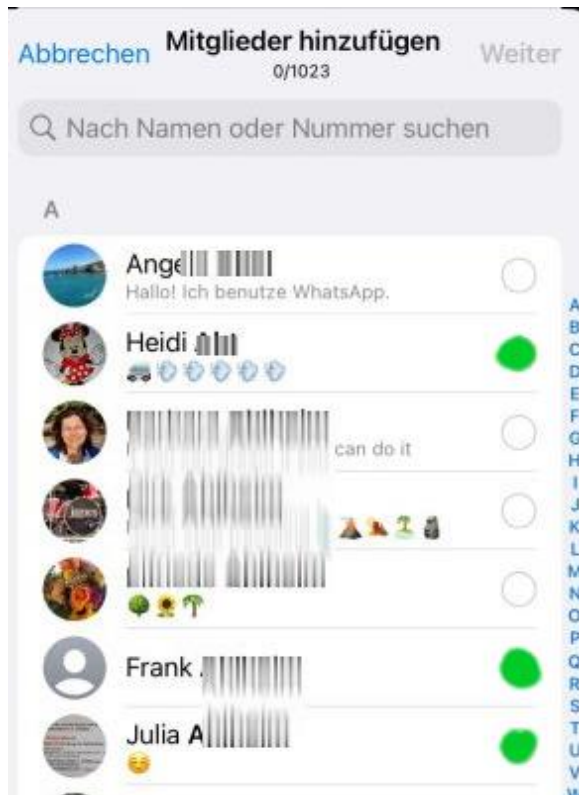 Abbrechen Mitglieder hinzufügen Weiter
0/1023
Nach Namen oder Nummer suchen
A
Ange
Hallo! Ich benutze WhatsApp.
Heidi
🚐💨💨💨💨💨
can do it
🌋🏝️🎒
🌳🌻🌴
Frank
Julia A
☺️
A
B
C
D
E
F
G
H
I
J
K
L
M
N
O
P
Q
R
S
T
U
V
W